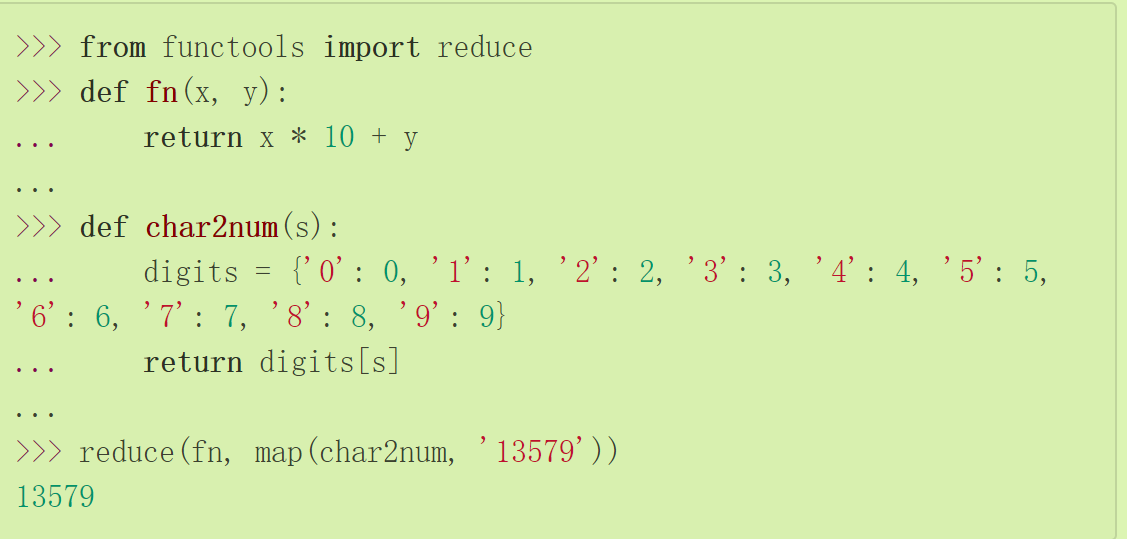 >>> from functools import reduce
>>> def fn(x, y):
...     return x * 10 + y
...
>>> def char2num(s):
...     digits = {'0': 0, '1': 1, '2': 2, '3': 3, '4': 4, '5': 5,
'6': 6, '7': 7, '8': 8, '9': 9}
...     return digits[s]
...
>>> reduce(fn, map(char2num, '13579'))
13579